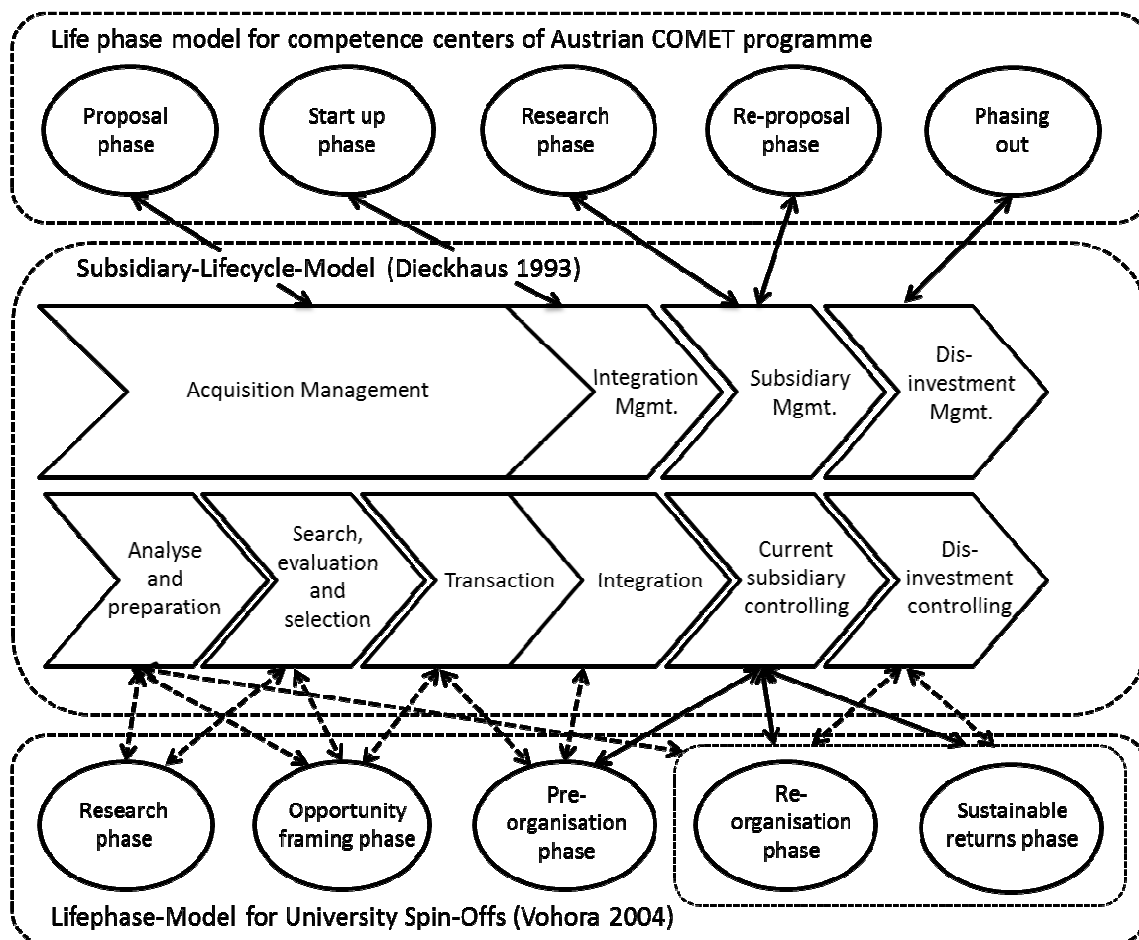 Life phase model for competence centers of Austrian COMET programme
Proposal
phase
Start up
phase
Research
phase
Re-proposal
phase
Phasing
out
Subsidiary-Lifecycle-Model (Dieckhaus 1993)
Acquisition Management
Integration
Mgmt.
Subsidiary
Mgmt.
Dis-
investment
Mgmt.
Analyse
and
preparation
Search,
evaluation
and
selection
Transaction
Integration
Current
subsidiary
controlling
Dis-
investment
controlling
Research
phase
Opportunity
framing phase
Pre-
organisation
phase
Re-
organisation
phase
Sustainable
returns phase
Lifephase-Model for University Spin-Offs (Vohora 2004)